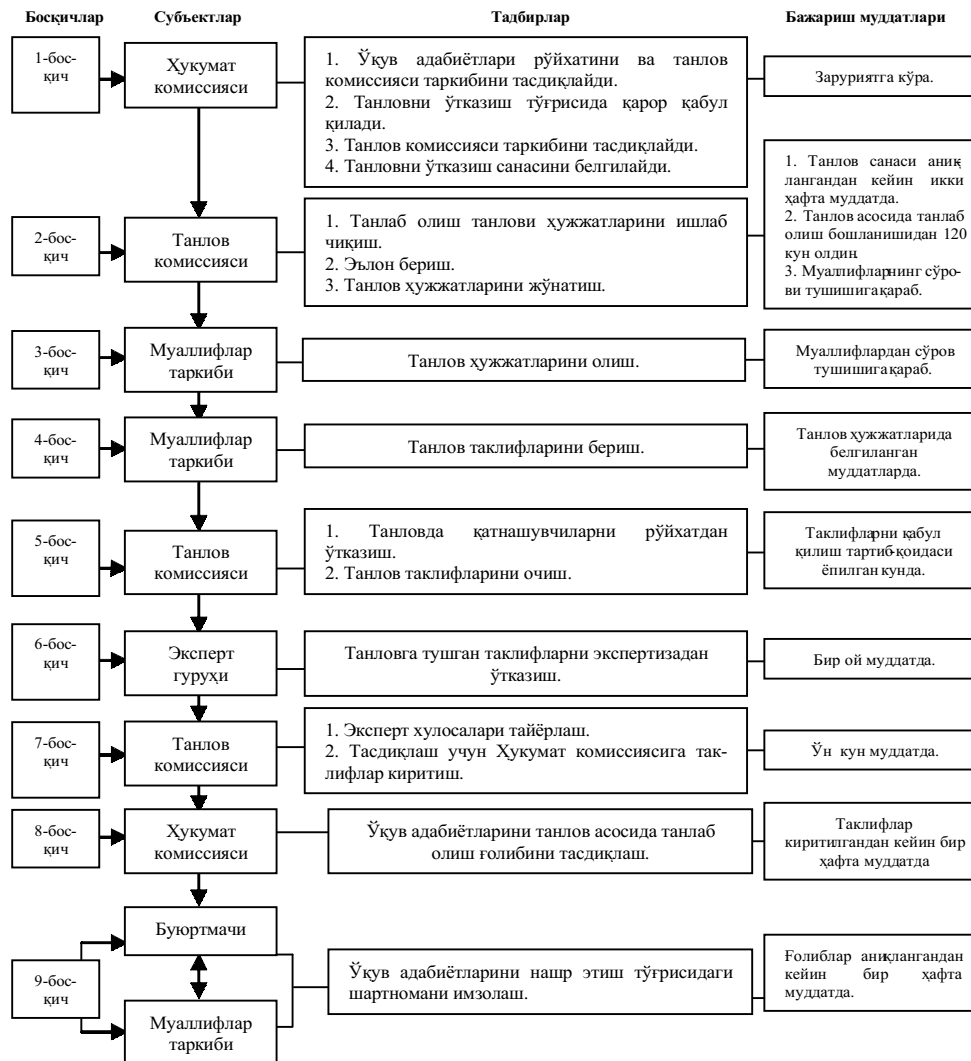 Босқичлар Субъектлар Тадбирлар Бажариш муддатлари
1-бос-
қич
Ҳукумат
комиссияси
1. Ўқув адабиётлари рўйхатини ва танлов
комиссияси таркибини тасдиқлайди.
2. Танловни ўтказиш тўғрисида қарор қабул
қилади.
3. Танлов комиссияси таркибини тасдиқлайди.
4. Танловни ўтказиш санасини белгилайди.
Заруриятга кўра.
2-бос-
қич
Танлов
комиссияси
1. Танлаб олиш танлови ҳужжатларини ишлаб
чиқиш.
2. Эълон бериш.
3. Танлов ҳужжатларини жўнатиш.
1. Танлов санаси аниқ-
лангандан кейин икки
ҳафта муддатда.
2. Танлов асосида танлаб
олиш бошланишидан 120
кун олдин.
3. Муаллифларнинг сўро-
ви тушишига қараб.
3-бос-
қич
Муаллифлар
таркиби
Танлов ҳужжатларини олиш.
Муаллифлардан сўров
тушишига қараб.
4-бос-
қич
Муаллифлар
таркиби
Танлов таклифларини бериш.
Танлов ҳужжатларида
белгиланган
муддатларда.
5-бос-
қич
Танлов
комиссияси
1. Танловда қатнашувчиларни рўйхатдан
ўтказиш.
2. Танлов таклифларини очиш.
Таклифларни қабул
қилиш тартиб-қоидаси
ёпилган кунда.
6-бос-
қич
Эксперт
гуруҳи
Танловга тушган таклифларни экспертизадан
ўтказиш.
Бир ой муддатда.
7-бос-
қич
Танлов
комиссияси
1. Эксперт хулосалари тайёрлаш.
2. Тасдиқлаш учун Ҳукумат комиссиясига так-
лифлар киритиш.
Ўн кун муддатда.
8-бос-
қич
Ҳукумат
комиссияси
Ўқув адабиётларини танлов асосида танлаб
олиш ғолибини тасдиқлаш.
Таклифлар
киритилгандан кейин бир
ҳафта муддатда
9-бос-
қич
Буюртмачи
Муаллифлар
таркиби
Ўқув адабиётларини нашр этиш тўғрисидаги
шартномани имзолаш.
Ғолиблар аниқлангандан
кейин бир ҳафта
муддатда.